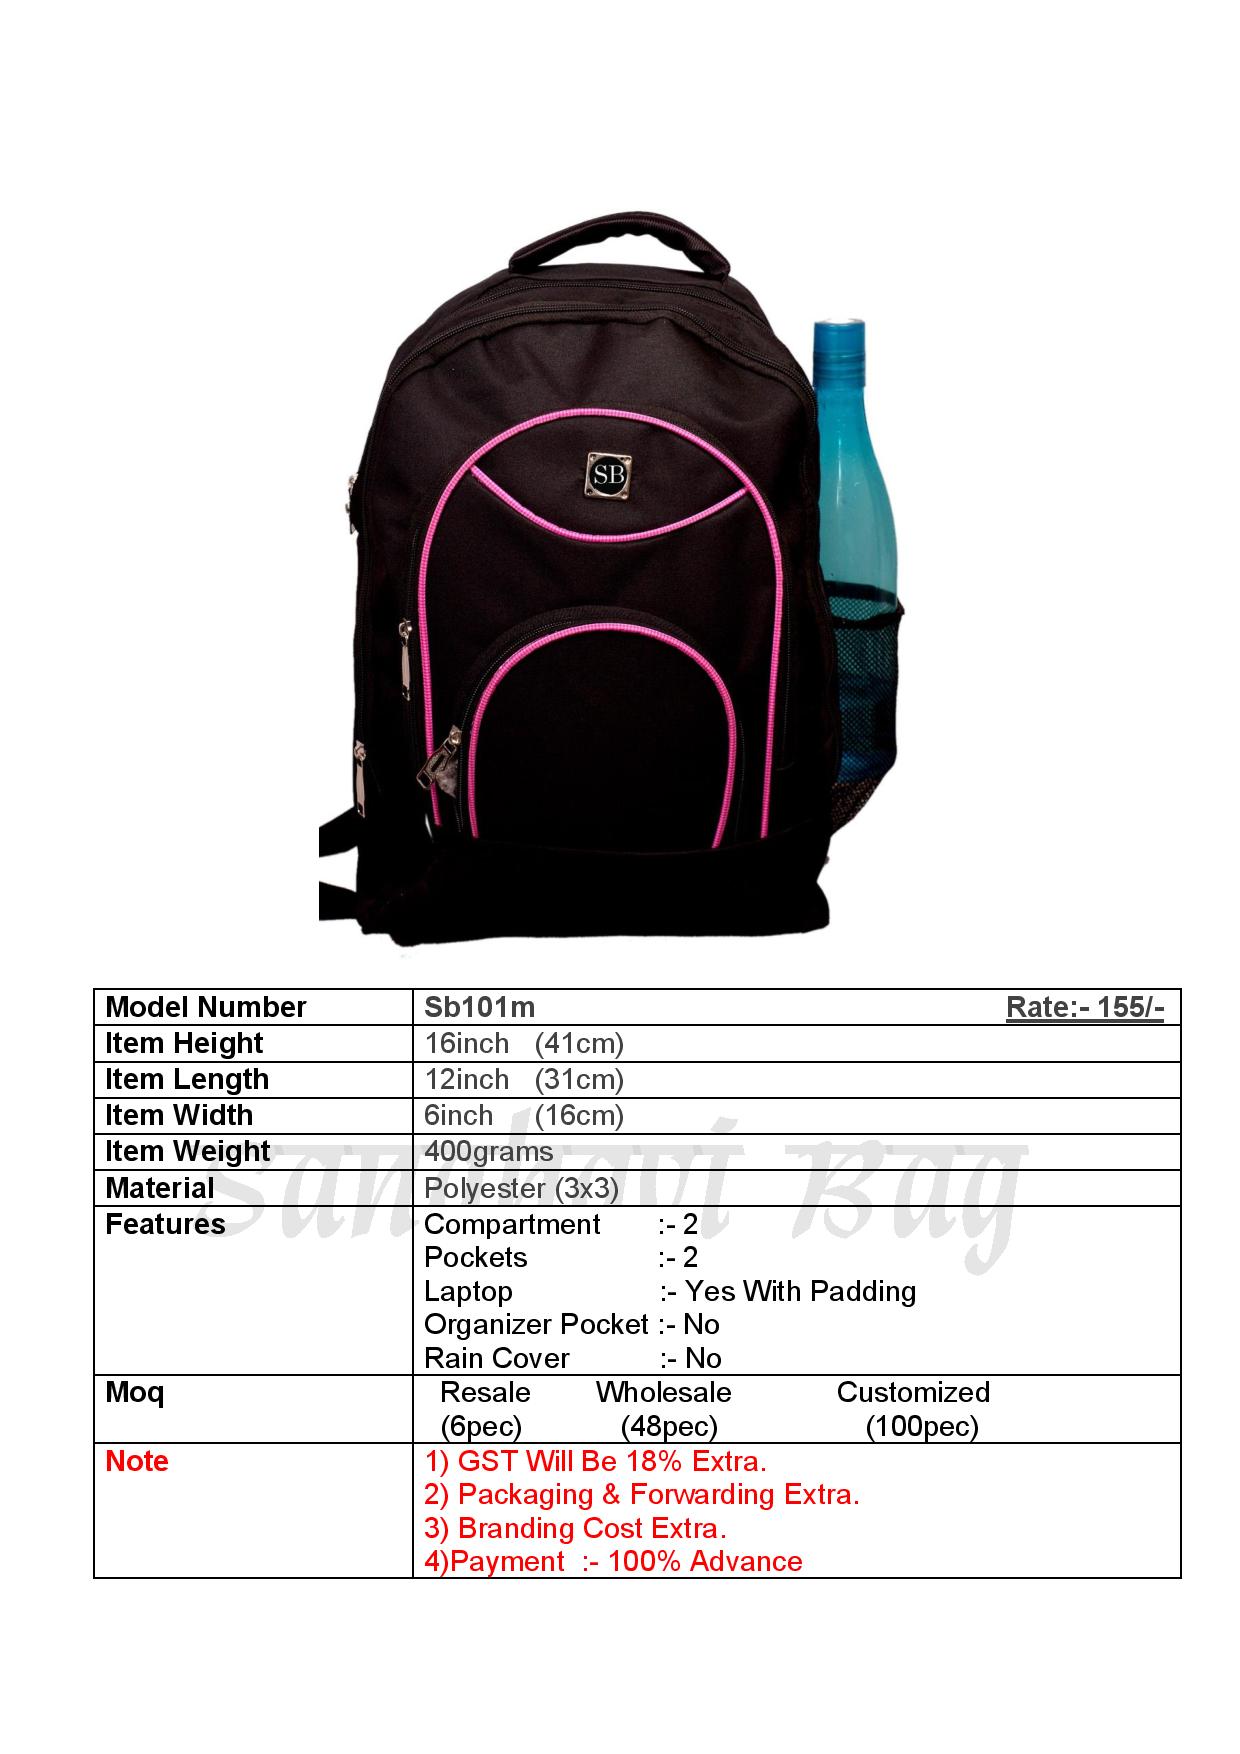 SB
Model Number Sb101m Rate:- 155/-
Item Height 16inch (41cm)
Item Length 12inch (31cm)
Item Width 6inch (16cm)
Item Weight 400grams
Material Polyester (3x3)
Features Compartment :- 2
Pockets :- 2
Laptop :- Yes With Padding
Organizer Pocket :- No
Rain Cover :- No
Moq Resale Wholesale Customized
(6pec) (48pec) (100pec)
Note 1) GST Will Be 18% Extra.
2) Packaging & Forwarding Extra.
3) Branding Cost Extra.
4)Payment :- 100% Advance
Bag